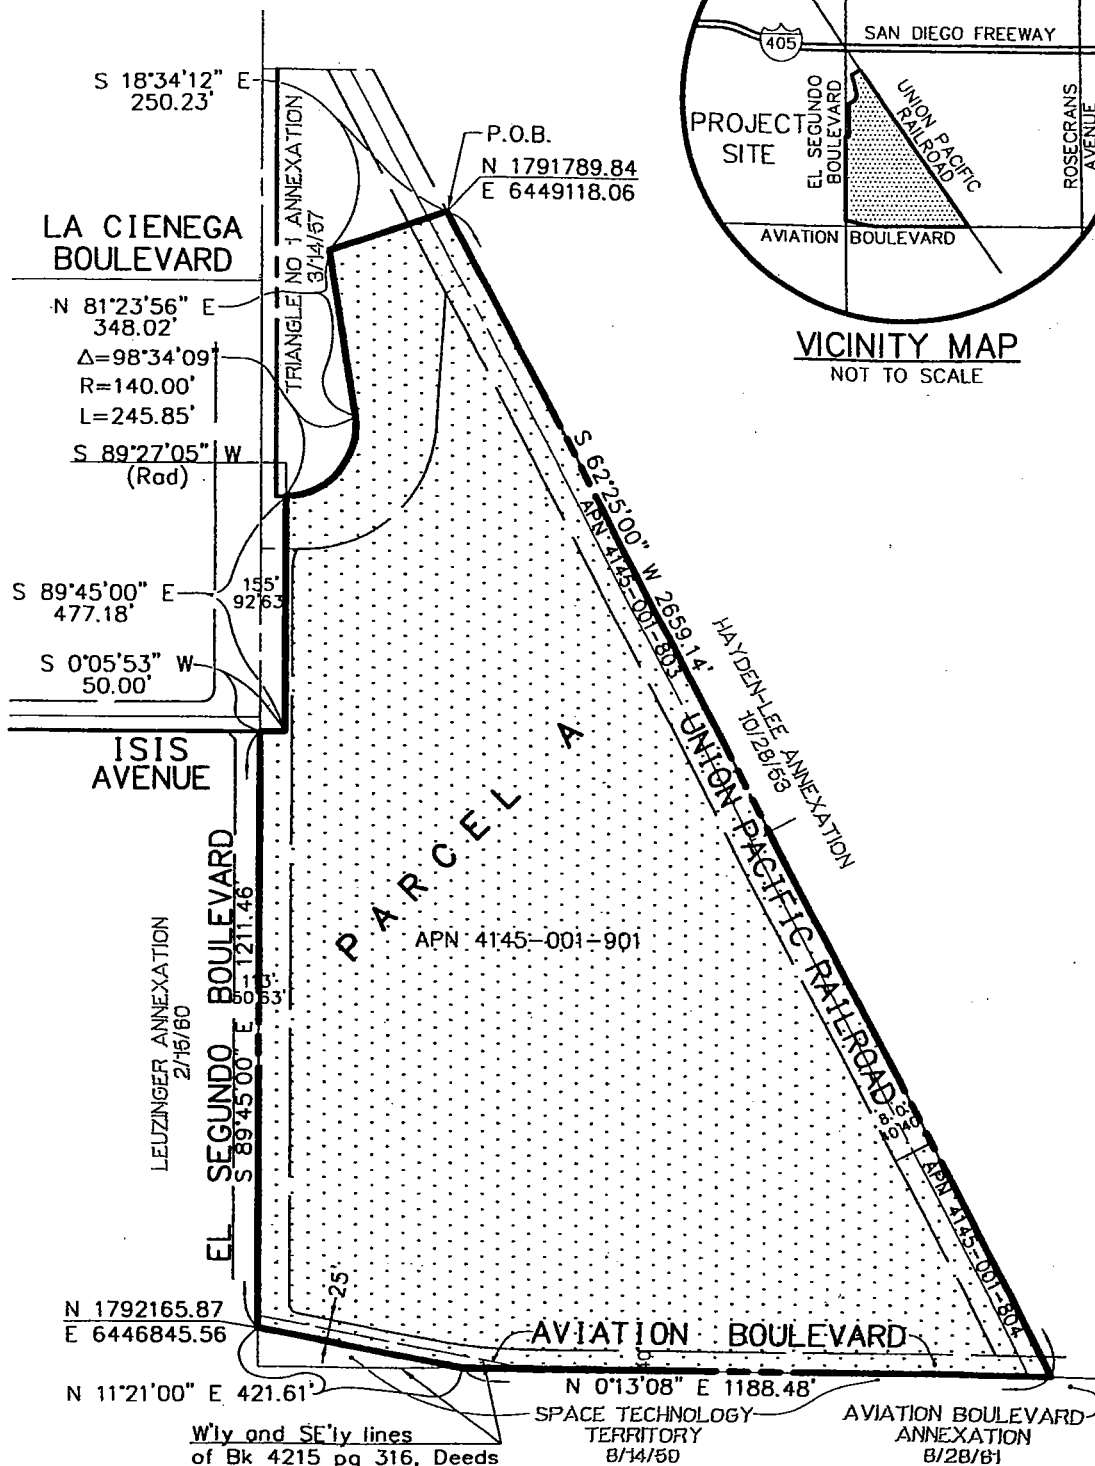 S 18°34'12" E
250.23'
P.O.B.
N 1791789.84
E 6449118.06
LA CIENEGA
BOULEVARD
TRIANGLE NO 1 ANNEXATION
3/14/57
N 81°23'56" E
348.02'
Δ=98°34'09"
R=140.00'
L=245.85'
S 89°27'05" W
(Rad)
S 89°45'00" E
477.18'
155'
92.63'
S 0°05'53" W
50.00'
ISIS
AVENUE
SAN DIEGO FREEWAY
405
PROJECT
SITE
EL SEGUNDO
BOULEVARD
UNION PACIFIC
RAILROAD
ROSECRANS
AVENUE
AVIATION BOULEVARD
VICINITY MAP
NOT TO SCALE
S 62°25'00" W 2659.14'
APN 4145-001-803
HAYDEN-LEE ANNEXATION
10/28/53
UNION PACIFIC RAILROAD
PARCEL A
APN 4145-001-901
LEUZINGER ANNEXATION
2/15/60
EL SEGUNDO BOULEVARD
S 89°45'00" E 1211.46'
113'
50.63'
APN 4145-001-804
25'
N 1792165.87
E 6446845.56
AVIATION BOULEVARD
N 11°21'00" E 421.61'
N 0°13'08" E 1188.48'
W'ly and SE'ly lines
of Bk 4215 pg 316, Deeds
SPACE TECHNOLOGY
TERRITORY
8/14/50
AVIATION BOULEVARD
ANNEXATION
8/28/61